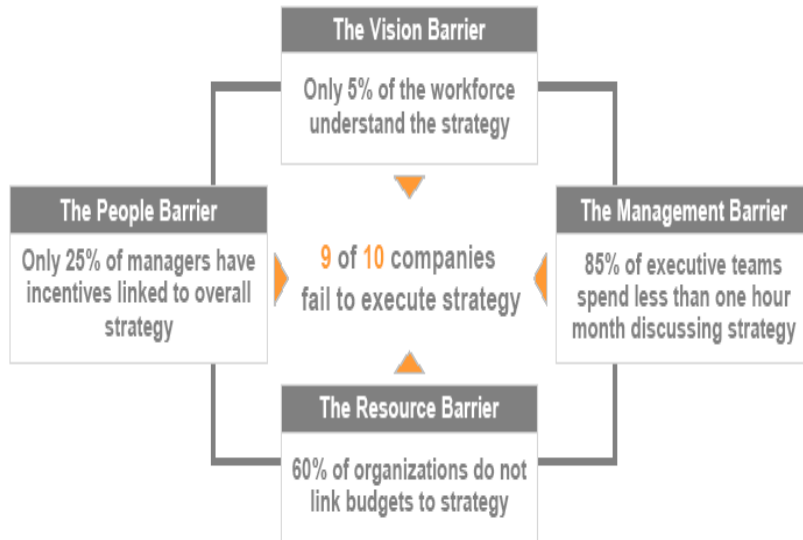 The Vision Barrier
Only 5% of the workforce
understand the strategy
The People Barrier
Only 25% of managers have
incentives linked to overall
strategy
9 of 10 companies
fail to execute strategy
The Management Barrier
85% of executive teams
spend less than one hour
month discussing strategy
The Resource Barrier
60% of organizations do not
link budgets to strategy